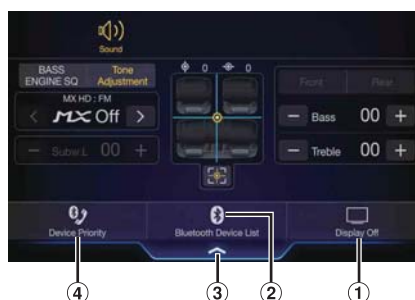 Sound
BASS
ENGINE SQ
Tone
Adjustment
0 0
Front Rear
MX HD : FM
< MX Off >
− Bass 00 +
− Subw.L 00 +
− Treble 00 +
Device Priority
Bluetooth Device List
Display Off
4 3 2 1